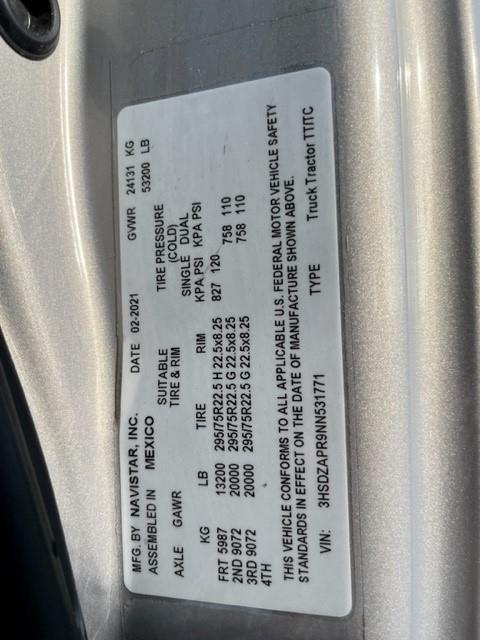 MFG. BY NAVISTAR, INC. DATE 02-2021 GVWR 24131 KG
ASSEMBLED IN MEXICO 53200 LB
SUITABLE TIRE PRESSURE
AXLE GAWR TIRE & RIM (COLD)
SINGLE DUAL
KG LB TIRE RIM KPA PSI KPA PSI
FRT 5987 13200 295/75R22.5 H 22.5x8.25 827 120
2ND 9072 20000 295/75R22.5 G 22.5x8.25 758 110
3RD 9072 20000 295/75R22.5 G 22.5x8.25 758 110
4TH
THIS VEHICLE CONFORMS TO ALL APPLICABLE U.S. FEDERAL MOTOR VEHICLE SAFETY
STANDARDS IN EFFECT ON THE DATE OF MANUFACTURE SHOWN ABOVE.
VIN: 3HSDZAPR9NN531771 TYPE Truck Tractor TT/TC